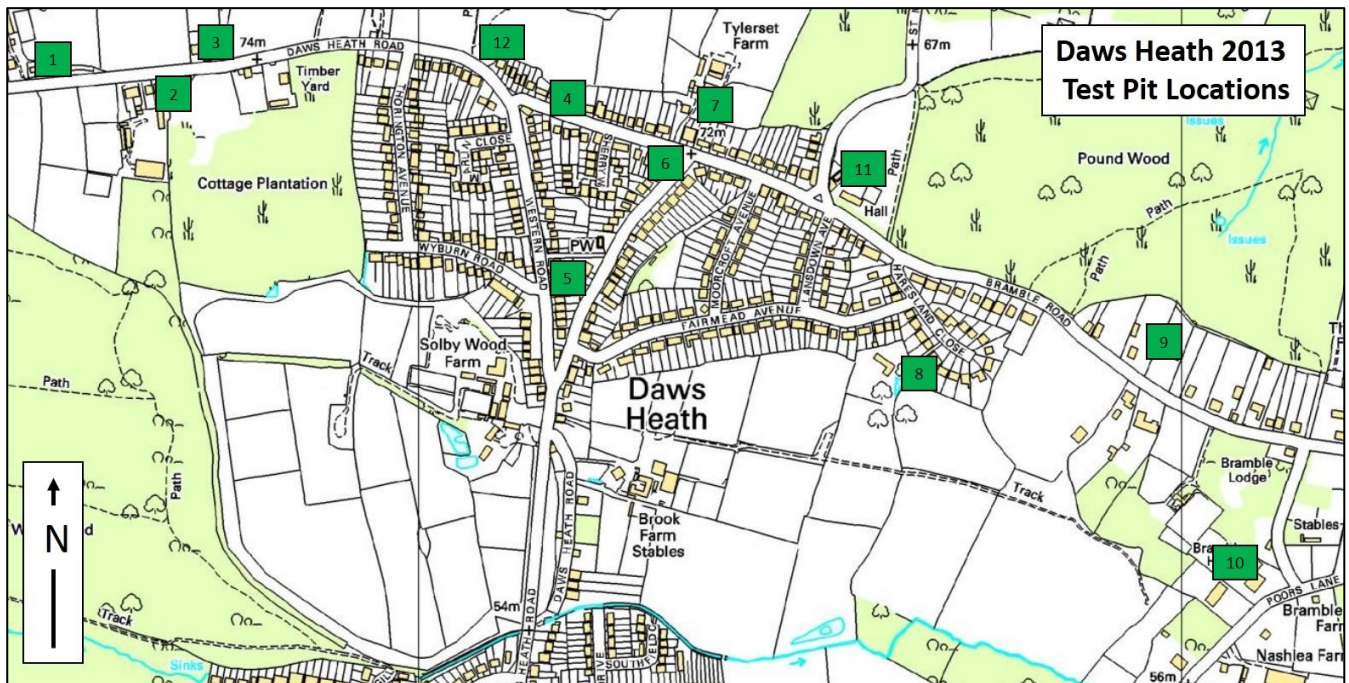 Daws Heath 2013
Test Pit Locations
1
2
3
12
4
7
6
11
5
8
9
10
74m
DAWS HEATH ROAD
Timber
Yard
Tylerset
Farm
67m
72m
Issues
Pound Wood
Path
Path
Path
Issues
Hall
Cottage Plantation
THORINGTON AVENUE
CLOSE
WESTERN ROAD
WYBURN ROAD
PW
MOORCROFT AVENUE
LANSDOWN AVE
FAIRMEAD AVENUE
HARESLAND CLOSE
BRAMBLE ROAD
Solby Wood
Farm
Track
Path
Path
Daws
Heath
Track
Brook
Farm
Stables
DAWS HEATH ROAD
Bramble
Lodge
Stables
POORS LANE
Bramble
Farm
Nashlea Farm
N
54m
HEATH ROAD
Track
Sinks
56m